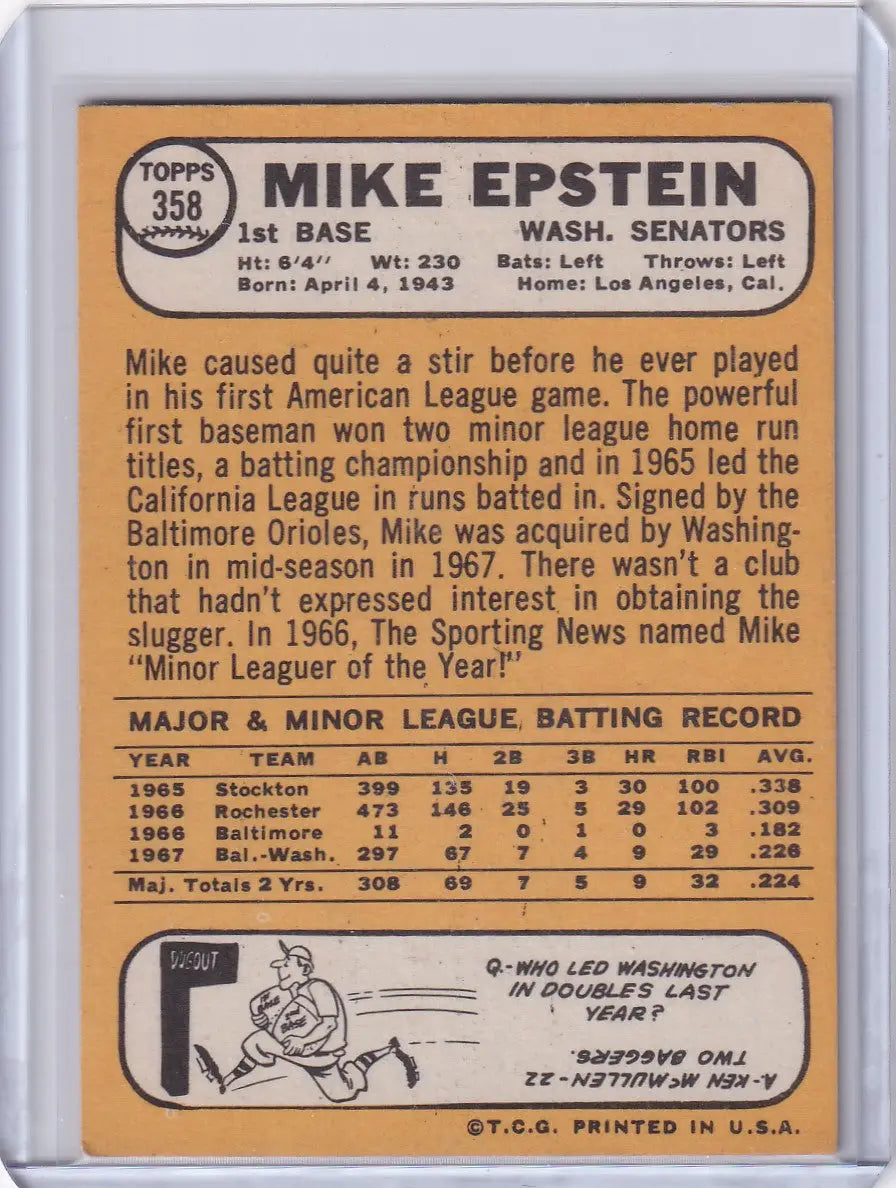 TOPPS
358
MIKE EPSTEIN
1st BASE WASH. SENATORS
Ht: 6'4'' Wt: 230 Bats: Left Throws: Left
Born: April 4, 1943 Home: Los Angeles, Cal.
Mike caused quite a stir before he ever played
in his first American League game. The powerful
first baseman won two minor league home run
titles, a batting championship and in 1965 led the
California League in runs batted in. Signed by the
Baltimore Orioles, Mike was acquired by Washing-
ton in mid-season in 1967. There wasn't a club
that hadn't expressed interest in obtaining the
slugger. In 1966, The Sporting News named Mike
"Minor Leaguer of the Year!"
MAJOR & MINOR LEAGUE BATTING RECORD
YEAR TEAM AB H 2B 3B HR RBI AVG.
1965 Stockton 399 135 19 3 30 100 .338
1966 Rochester 473 146 25 5 29 102 .309
1966 Baltimore 11 2 0 1 0 3 .182
1967 Bal.-Wash. 297 67 7 4 9 29 .226
Maj. Totals 2 Yrs. 308 69 7 5 9 32 .224
DUGOUT
BASE
BASE
Q.-WHO LED WASHINGTON
IN DOUBLES LAST
YEAR?
A-KEN McMULLEN-22
TWO BAGGERS.
©T.C.G. PRINTED IN U.S.A.